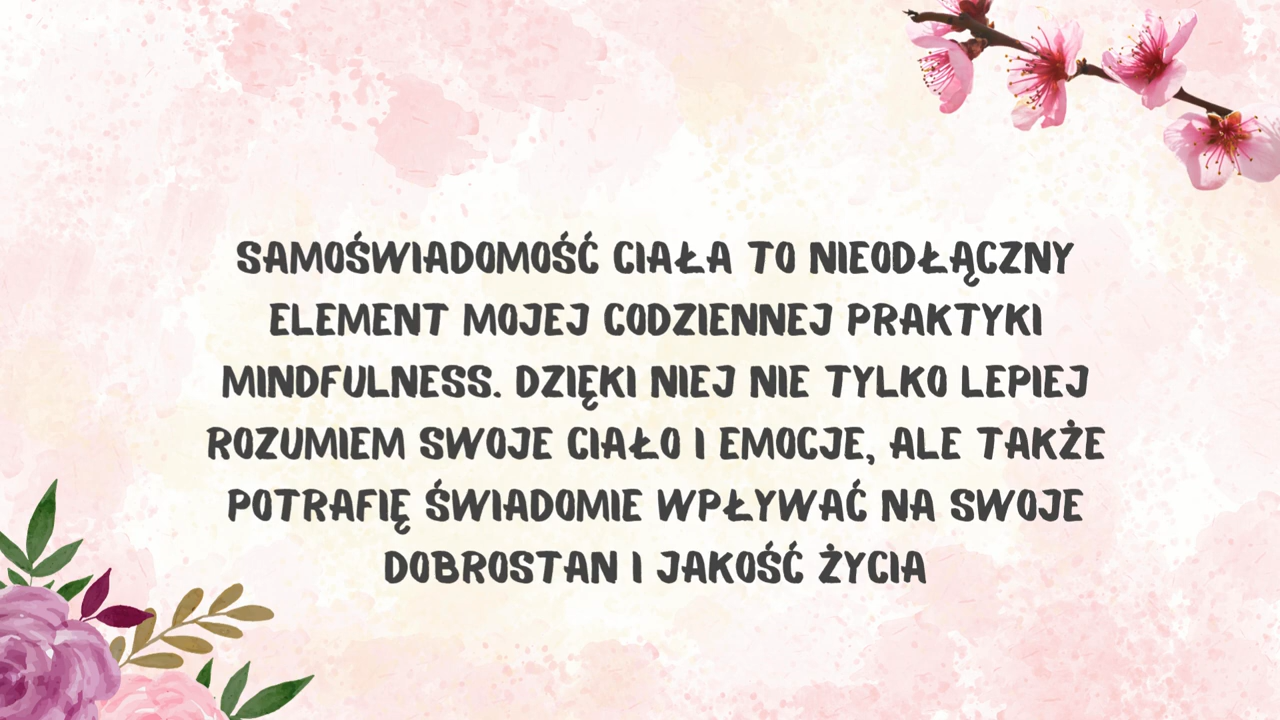 SAMOŚWIADOMOŚĆ CIAŁA TO NIEODŁĄCZNY
ELEMENT MOJEJ CODZIENNEJ PRAKTYKI
MINDFULNESS. DZIĘKI NIEJ NIE TYLKO LEPIEJ
ROZUMIEM SWOJE CIAŁO I EMOCJE, ALE TAKŻE
POTRAFIĘ ŚWIADOMIE WPŁYWAĆ NA SWOJE
DOBROSTAN I JAKOŚĆ ŻYCIA